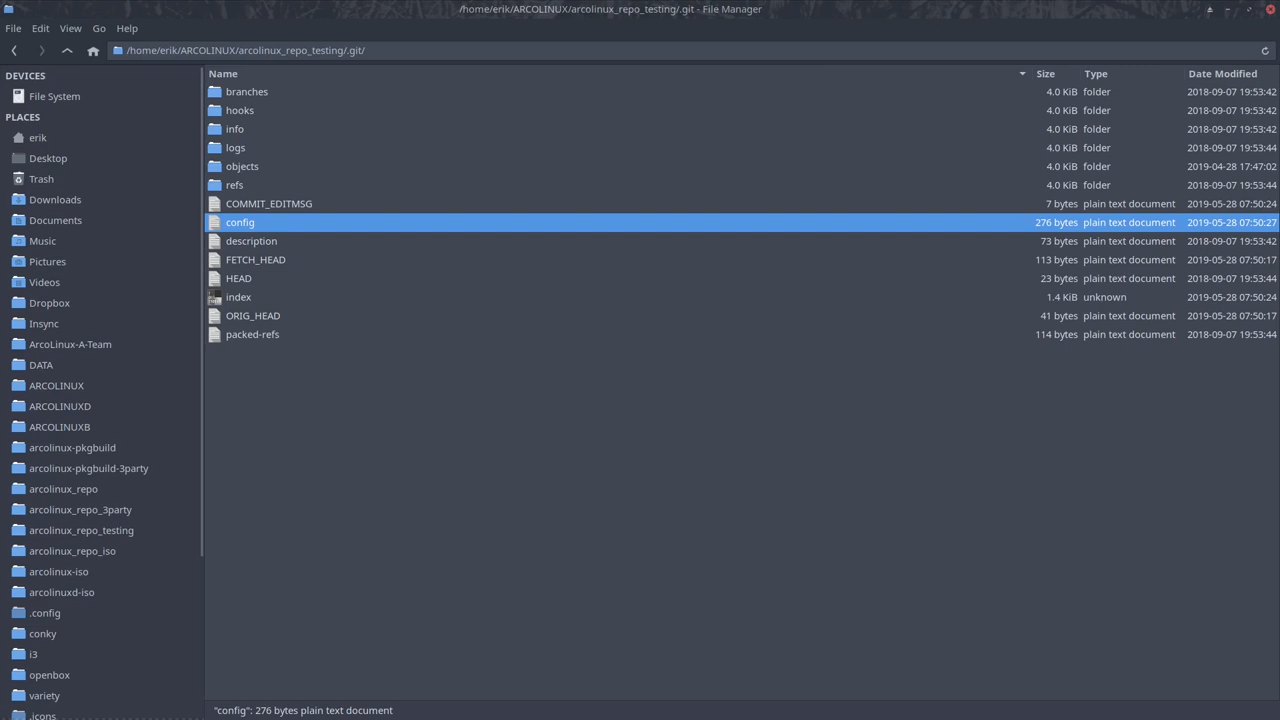 /home/erik/ARCOLINUX/arcolinux_repo_testing/.git - File Manager
File Edit View Go Help
/home/erik/ARCOLINUX/arcolinux_repo_testing/.git/
DEVICES
File System
PLACES
erik
Desktop
Trash
Downloads
Documents
Music
Pictures
Videos
Dropbox
Insync
ArcoLinux-A-Team
DATA
ARCOLINUX
ARCOLINUXD
ARCOLINUXB
arcolinux-pkgbuild
arcolinux-pkgbuild-3party
arcolinux_repo
arcolinux_repo_3party
arcolinux_repo_testing
arcolinux_repo_iso
arcolinux-iso
arcolinuxd-iso
.config
conky
i3
openbox
variety
.icons
Name Size Type Date Modified
branches 4.0 KiB folder 2018-09-07 19:53:42
hooks 4.0 KiB folder 2018-09-07 19:53:42
info 4.0 KiB folder 2018-09-07 19:53:42
logs 4.0 KiB folder 2018-09-07 19:53:44
objects 4.0 KiB folder 2019-04-28 17:47:02
refs 4.0 KiB folder 2018-09-07 19:53:44
COMMIT_EDITMSG 7 bytes plain text document 2019-05-28 07:50:24
config 276 bytes plain text document 2019-05-28 07:50:27
description 73 bytes plain text document 2018-09-07 19:53:42
FETCH_HEAD 113 bytes plain text document 2019-05-28 07:50:17
HEAD 23 bytes plain text document 2018-09-07 19:53:44
index 1.4 KiB unknown 2019-05-28 07:50:24
ORIG_HEAD 41 bytes plain text document 2019-05-28 07:50:17
packed-refs 114 bytes plain text document 2018-09-07 19:53:44
"config": 276 bytes plain text document